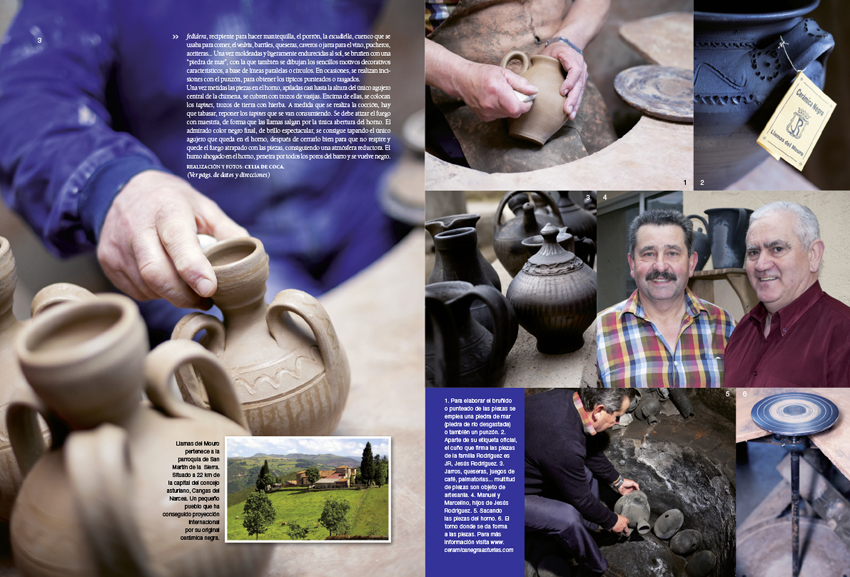 3
>> feduleva, recipiente para hacer mantequilla, el porrón, la escudiella, cuenco que se
usaba para comer, el vedriu, barriles, queseras, caveros o jarra para el vino, pucheros,
aceiteras... Una vez moldeadas y ligeramente endurecidas al sol, se bruñen con una
"piedra de mar", con la que también se dibujan los sencillos motivos decorativos
característicos, a base de líneas paralelas o círculos. En ocasiones, se realizan inci-
siones con el punzón, para obtener los típicos punteados o rasgados.
Una vez metidas las piezas en el horno, apiladas casi hasta la altura del único agujero
central de la chimenea, se cubren con trozos de vasijas. Encima de ellas, se colocan
los tapines, trozos de tierra con hierba. A medida que se realiza la cocción, hay
que tabasar, reponer los tapines que se van consumiendo. Se debe atizar el fuego
con maestría, de forma que las llamas salgan por la única abertura del horno. El
admirado color negro final, de brillo espectacular, se consigue tapando el único
agujero que queda en el horno, después de cerrarlo bien para que no respire y
quede el fuego atrapado con las piezas, consiguiendo una atmósfera reductora. El
humo ahogado en el horno, penetra por todos los poros del barro y se vuelve negro.
REALIZACIÓN Y FOTOS: CELIA DE COCA.
(Ver págs. de datos y direcciones)
Llamas del Mouro
pertenece a la
parroquia de San
Martín de la Sierra.
Situado a 22 km de
la capital del concejo
asturiano, Cangas del
Narcea. Un pequeño
pueblo que ha
conseguido proyección
internacional
por su original
cerámica negra.
1
2
Cerámica Negra
JR
Llamas del Mouro
3
4
1. Para elaborar el bruñido
o punteado de las piezas se
emplea una piedra de mar
(piedra de río desgastada)
o también un punzón. 2.
Aparte de su etiqueta oficial,
el cuño que firma las piezas
de la familia Rodríguez es
JR, Jesús Rodríguez. 3.
Jarros, queseras, juegos de
café, palmatorias... multitud
de piezas son objeto de
artesanía. 4. Manuel y
Marcelino, hijos de Jesús
Rodríguez. 5. Sacando
las piezas del horno. 6. El
torno donde se da forma
a las piezas. Para más
información visita www.
ceramicanegraasturias.com
5
6